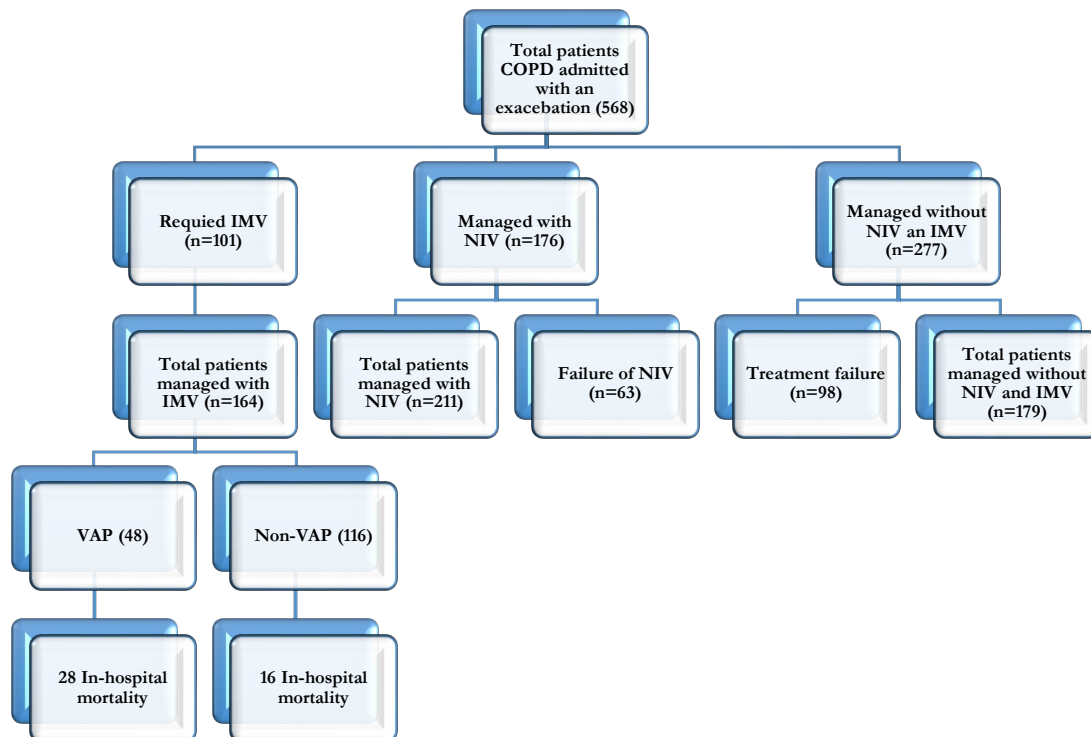 Total patients
COPD admitted
with an
exacebation (568)
Requied IMV
(n=101)
Managed with
NIV (n=176)
Managed without
NIV an IMV
(n=277)
Total patients
managed with
IMV (n=164)
Total patients
managed with
NIV (n=211)
Failure of NIV
(n=63)
Treatment failure
(n=98)
Total patients
managed without
NIV and IMV
(n=179)
VAP (48)
Non-VAP (116)
28 In-hospital
mortality
16 In-hospital
mortality